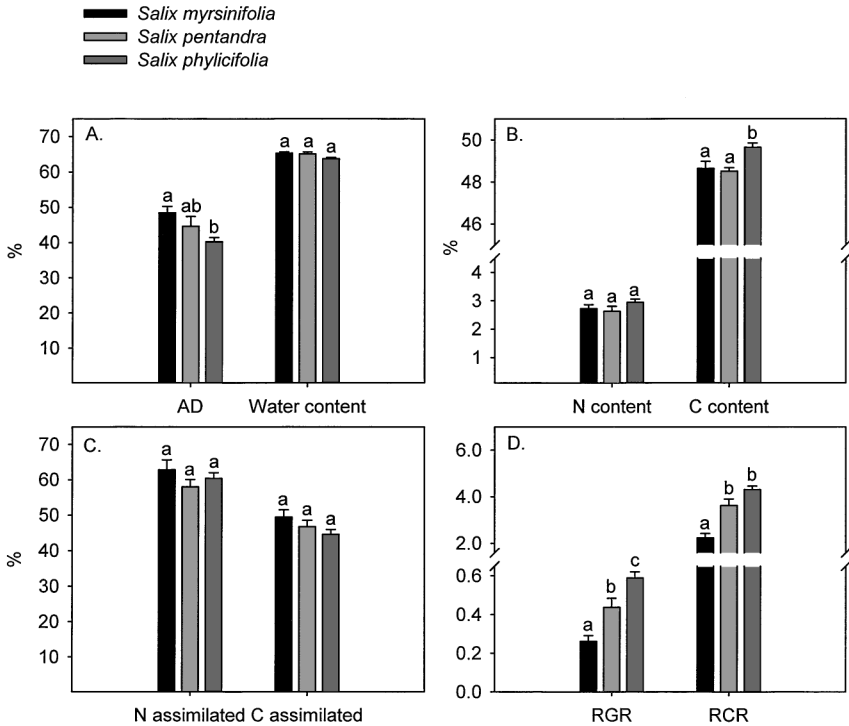 Salix myrsinifolia
Salix pentandra
Salix phylicifolia
A.
%
70
60
50
40
30
20
10
a
ab
b
a
a
a
AD
Water content
B.
%
50
48
46
4
3
2
1
a
a
a
a
a
b
N content
C content
C.
%
70
60
50
40
30
20
10
a
a
a
a
a
a
N assimilated
C assimilated
D.
6.0
4.0
2.0
0.6
0.4
0.2
0.0
a
b
c
a
b
b
RGR
RCR